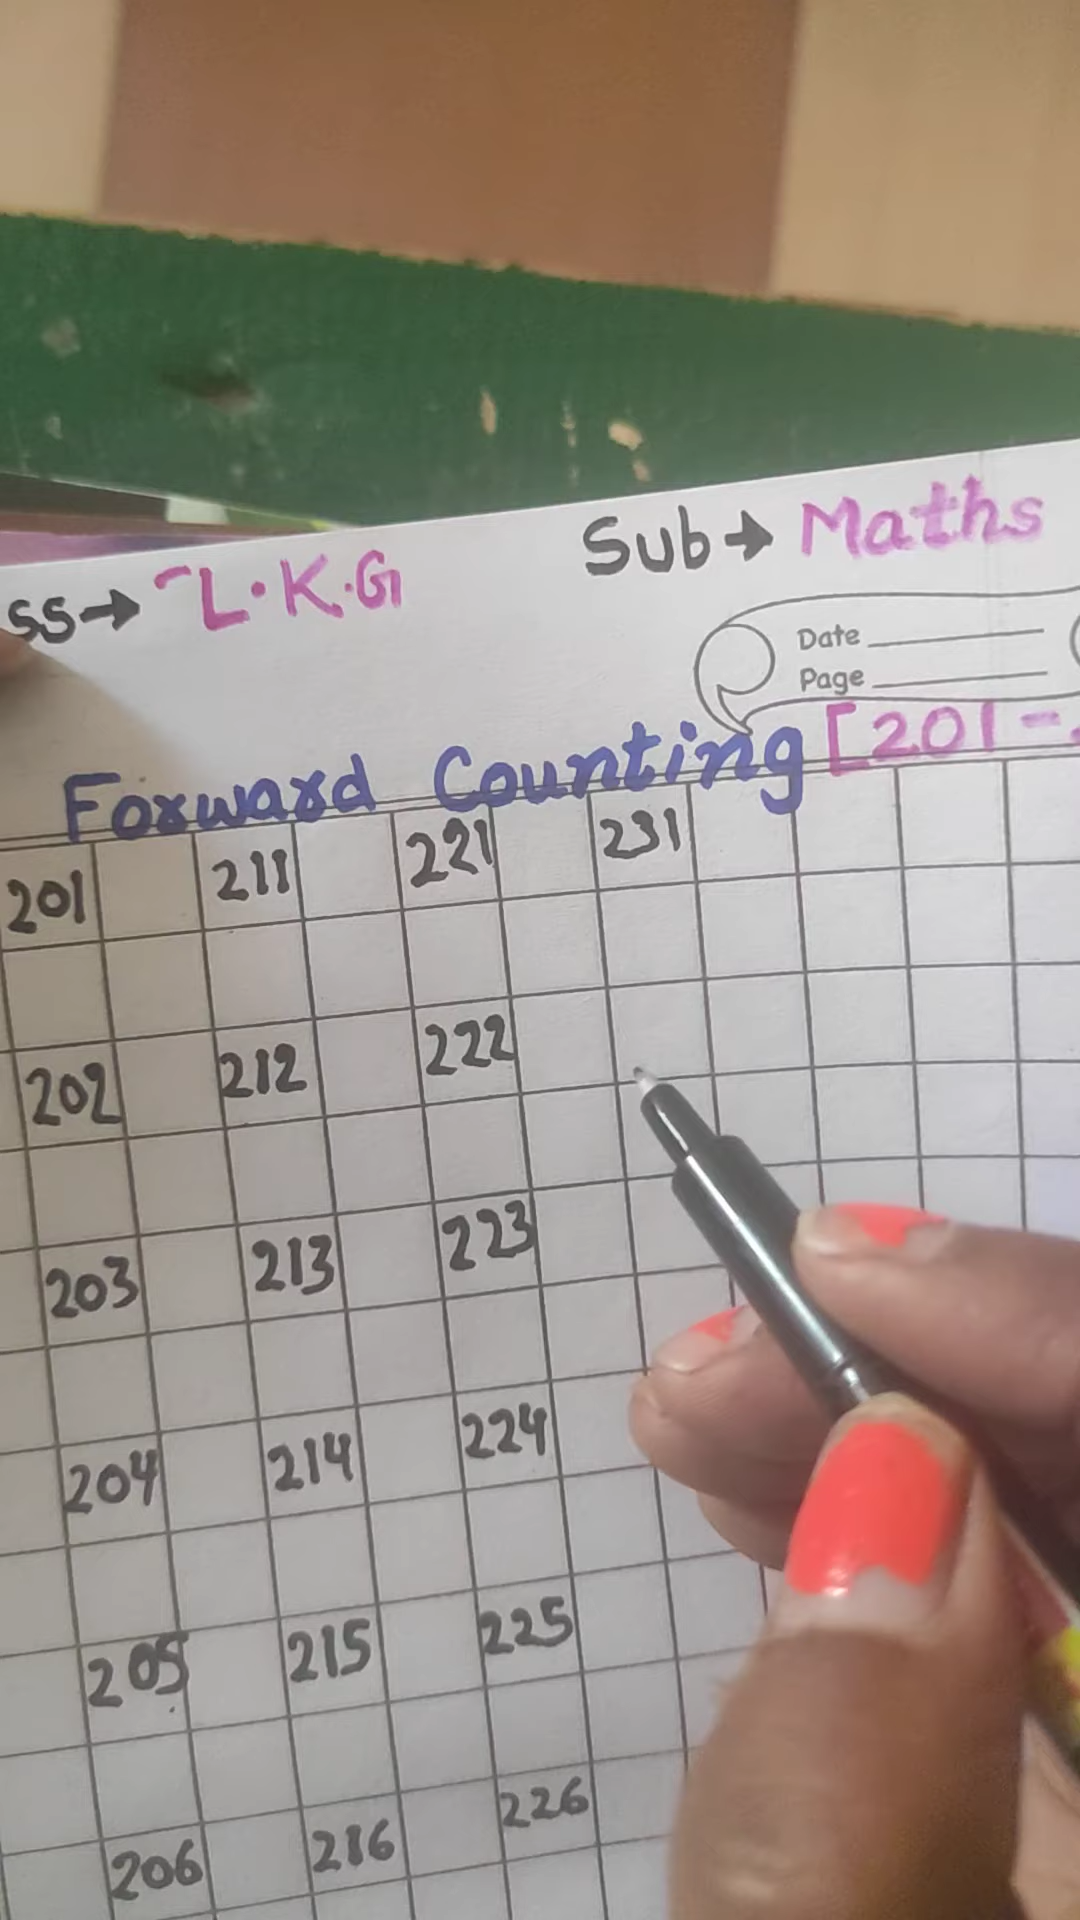 ss→ L.K.G Sub→ Maths
Date
Page
Forward Counting [201-
201 211 221 231
202 212 222
203 213 223
204 214 224
205 215 225
206 216 226